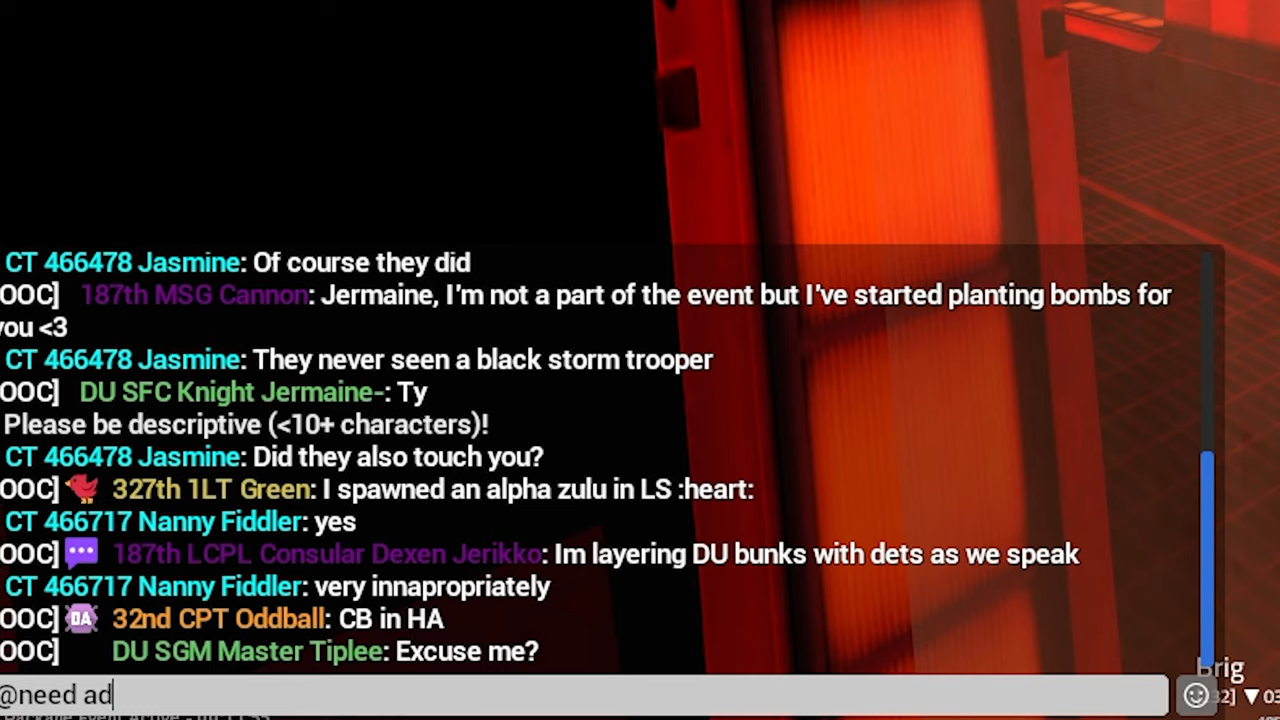 CT 466478 Jasmine: Of course they did
OOC] 187th MSG Cannon: Jermaine, I'm not a part of the event but I've started planting bombs for
you <3
CT 466478 Jasmine: They never seen a black storm trooper
OOC] DU SFC Knight Jermaine-: Ty
Please be descriptive (<10+ characters)!
CT 466478 Jasmine: Did they also touch you?
OOC] 327th 1LT Green: I spawned an alpha zulu in LS :heart:
CT 466717 Nanny Fiddler: yes
OOC] 187th LCPL Consular Dexen Jerikko: Im layering DU bunks with dets as we speak
CT 466717 Nanny Fiddler: very innapropriately
OOC] DA 32nd CPT Oddball: CB in HA
OOC] DU SGM Master Tiplee: Excuse me?
Brig
@need ad
32] ▼ 03